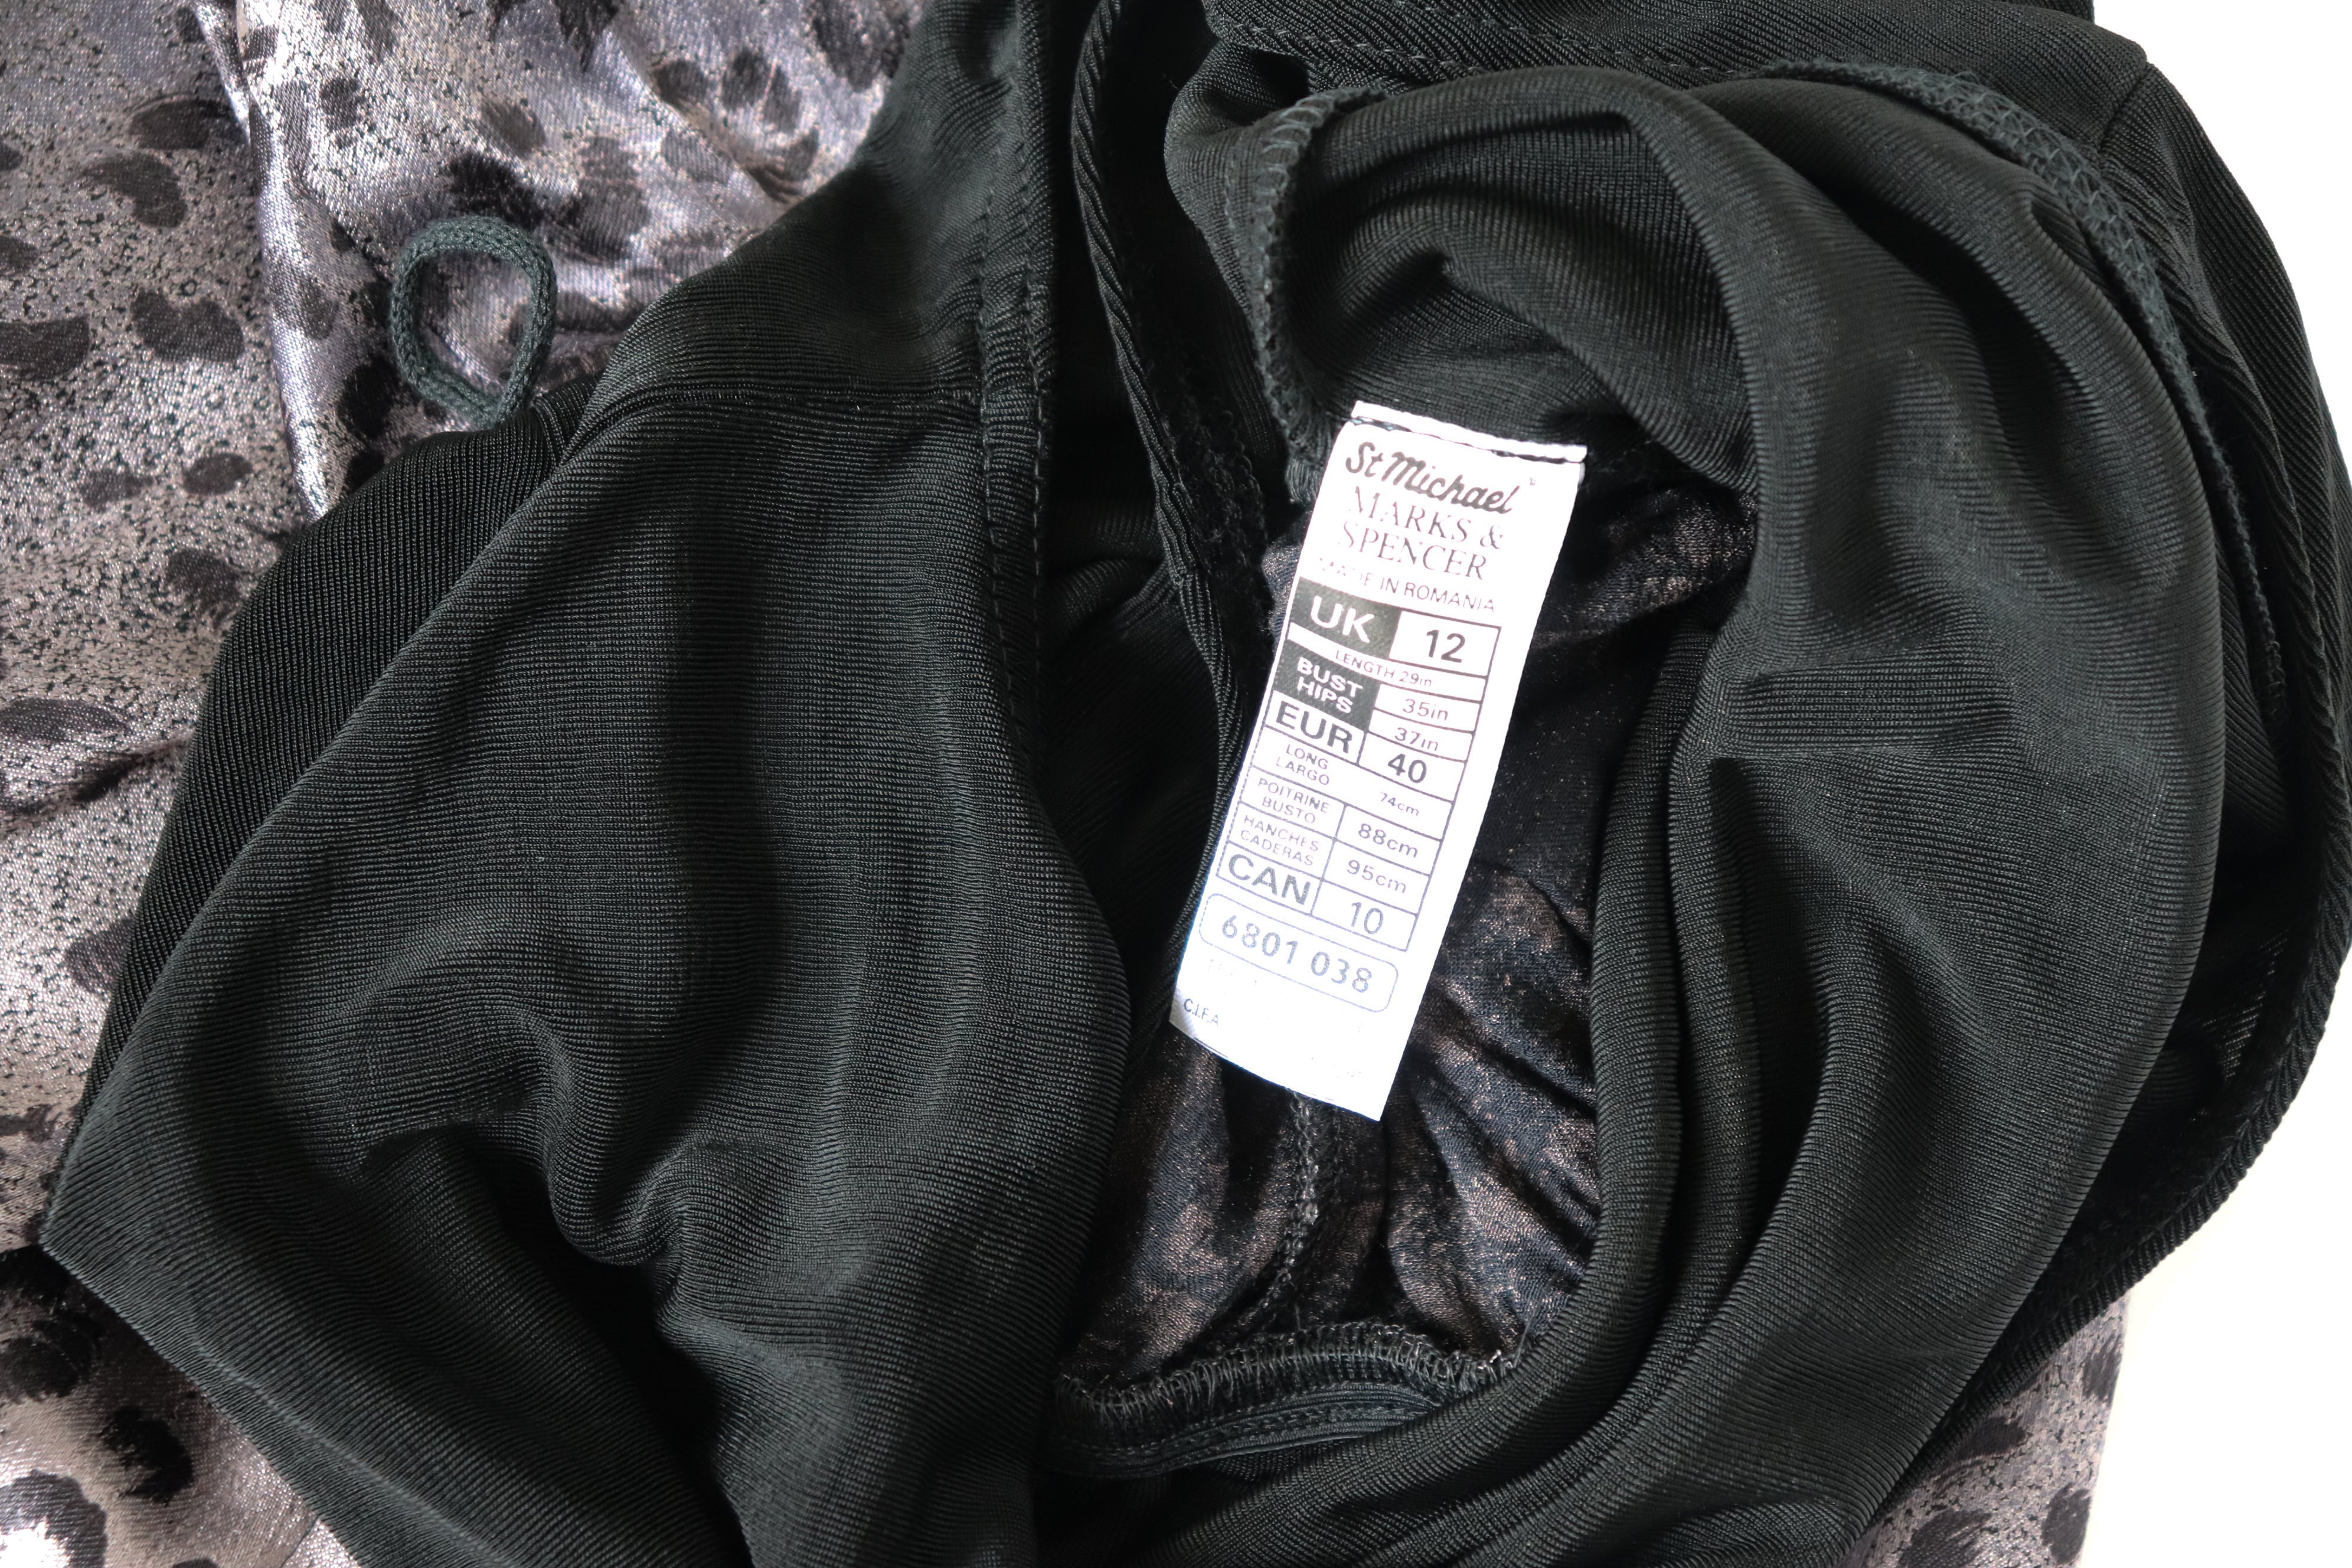 St Michael
MARKS &
SPENCER
MADE IN ROMANIA
UK 12
LENGTH 29in
BUST 35in
HIPS 37in
EUR 40
LONG
LARGO 74cm
POITRINE
BUSTO 88cm
HANCHES
CADERAS 95cm
CAN 10
6801 038
C.I.F.A